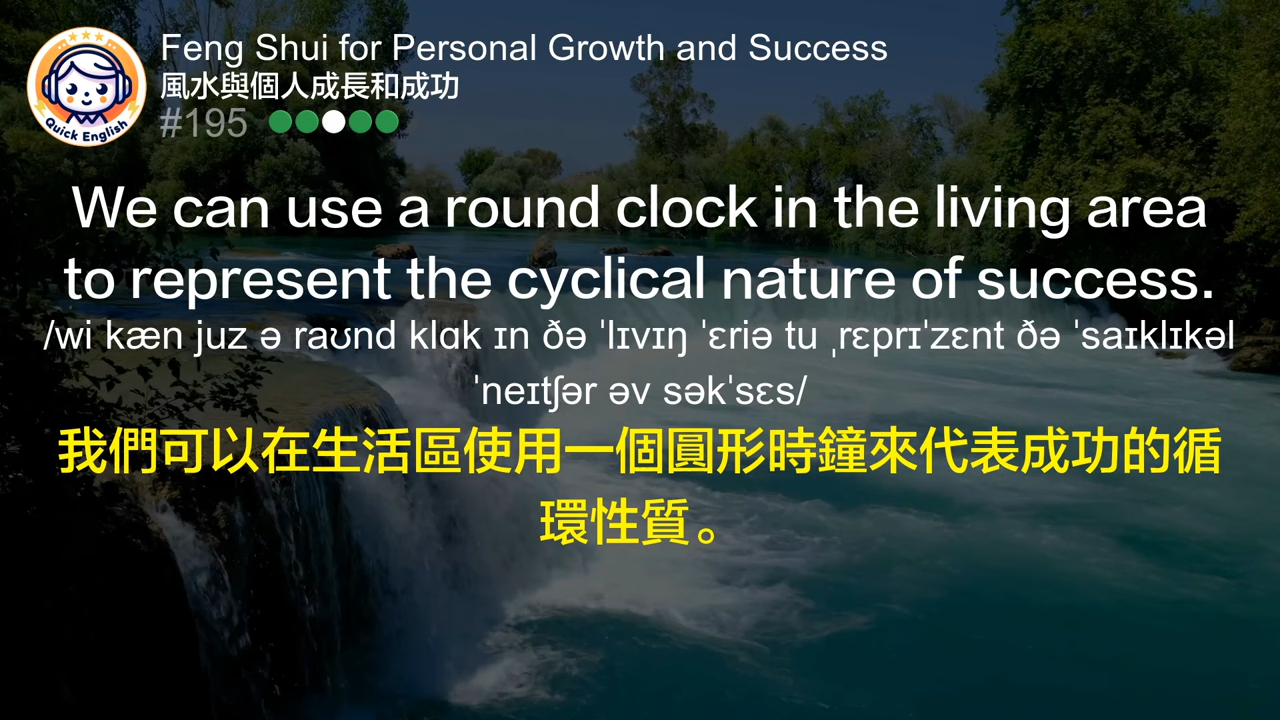 Quick English
Feng Shui for Personal Growth and Success
風水與個人成長和成功
#195
We can use a round clock in the living area
to represent the cyclical nature of success.
/wi kæn juz ə raʊnd klɑk ɪn ðə ˈlɪvɪŋ ˈɛriə tu ˌrɛprɪˈzɛnt ðə ˈsaɪklɪkəl
ˈneɪtʃər əv səkˈsɛs/
我們可以在生活區使用一個圓形時鐘來代表成功的循
環性質。